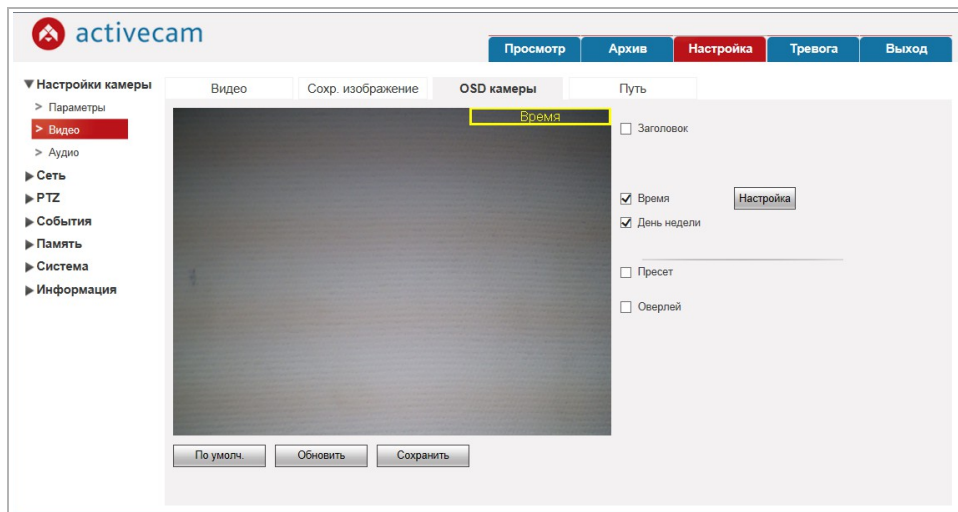 activecam
Просмотр Архив Настройка Тревога Выход
Настройки камеры
> Параметры
> Видео
> Аудио
Сеть
PTZ
События
Память
Система
Информация
Видео Сохр. изображение OSD камеры Путь
Время
Заголовок
Время Настройка
День недели
Пресет
Оверлей
По умолч. Обновить Сохранить